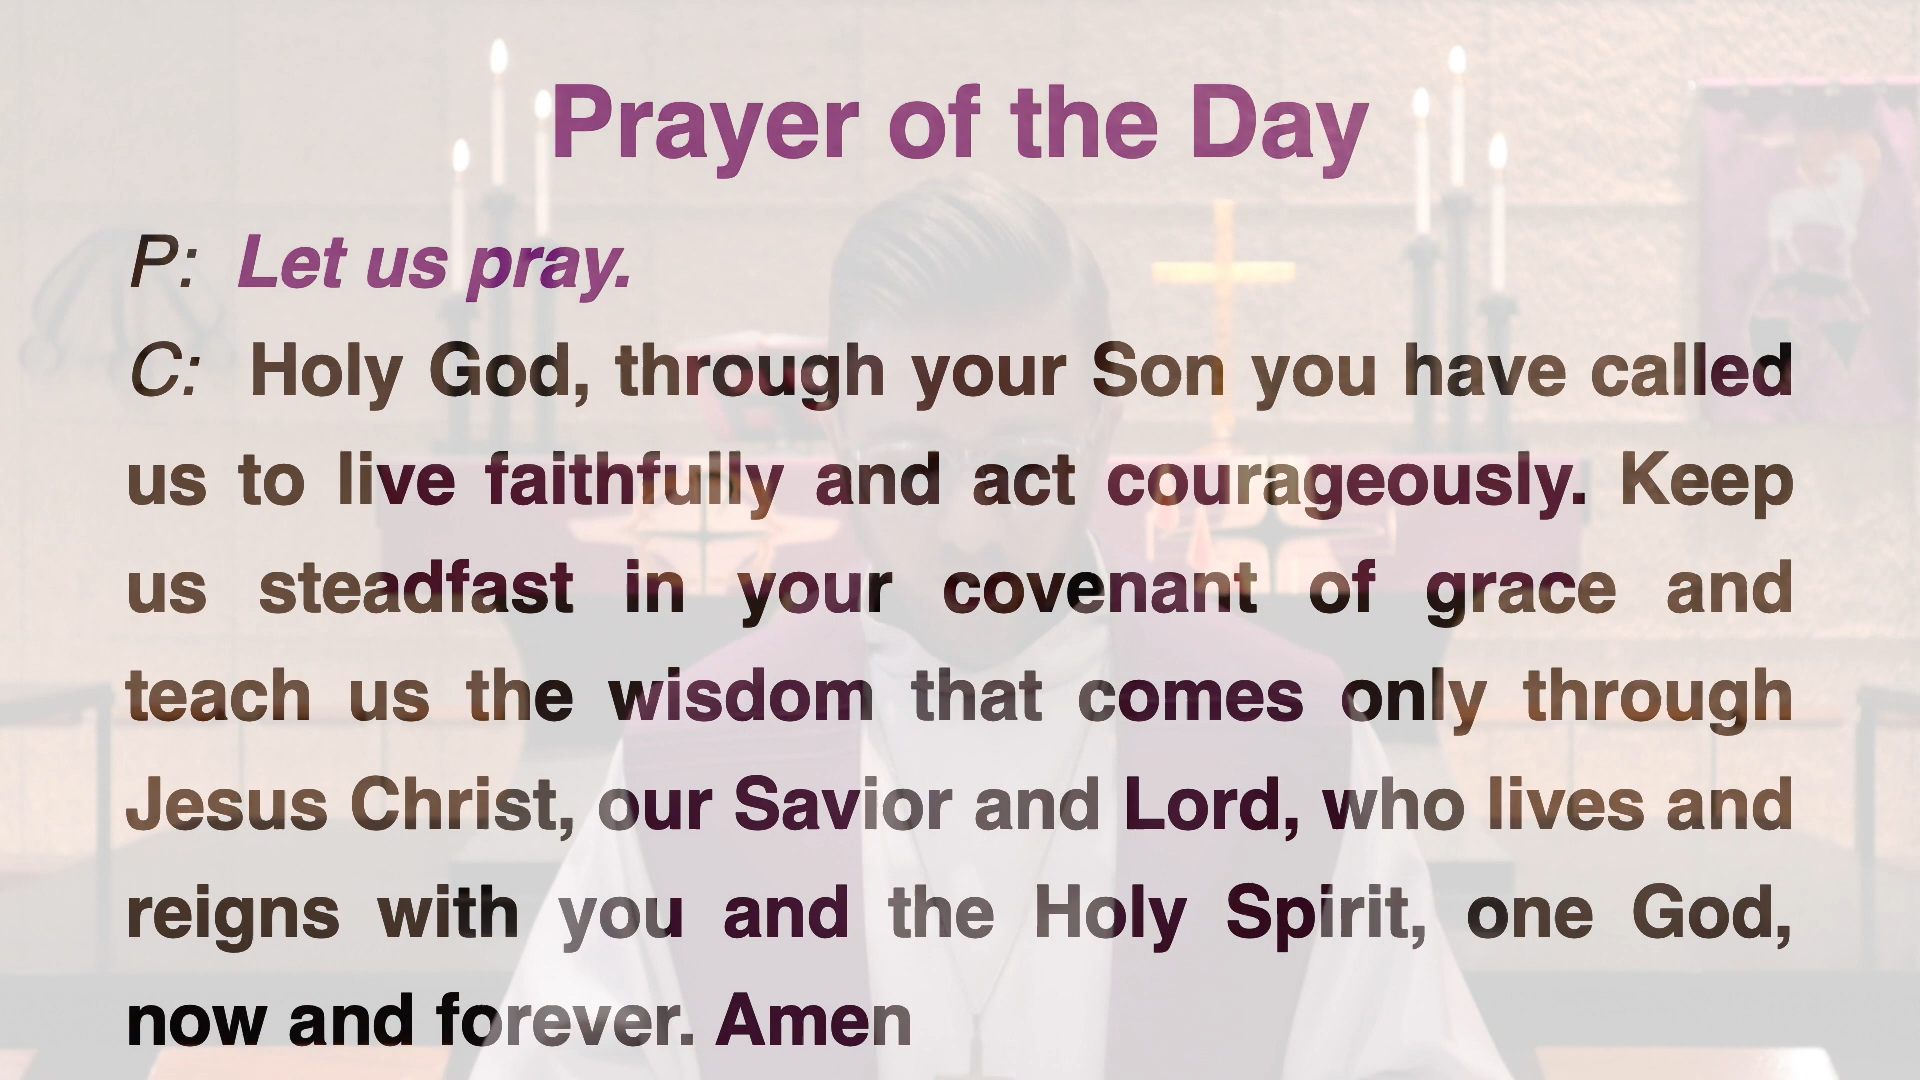 Prayer of the Day
P: Let us pray.
C: Holy God, through your Son you have called
us to live faithfully and act courageously. Keep
us steadfast in your covenant of grace and
teach us the wisdom that comes only through
Jesus Christ, our Savior and Lord, who lives and
reigns with you and the Holy Spirit, one God,
now and forever. Amen